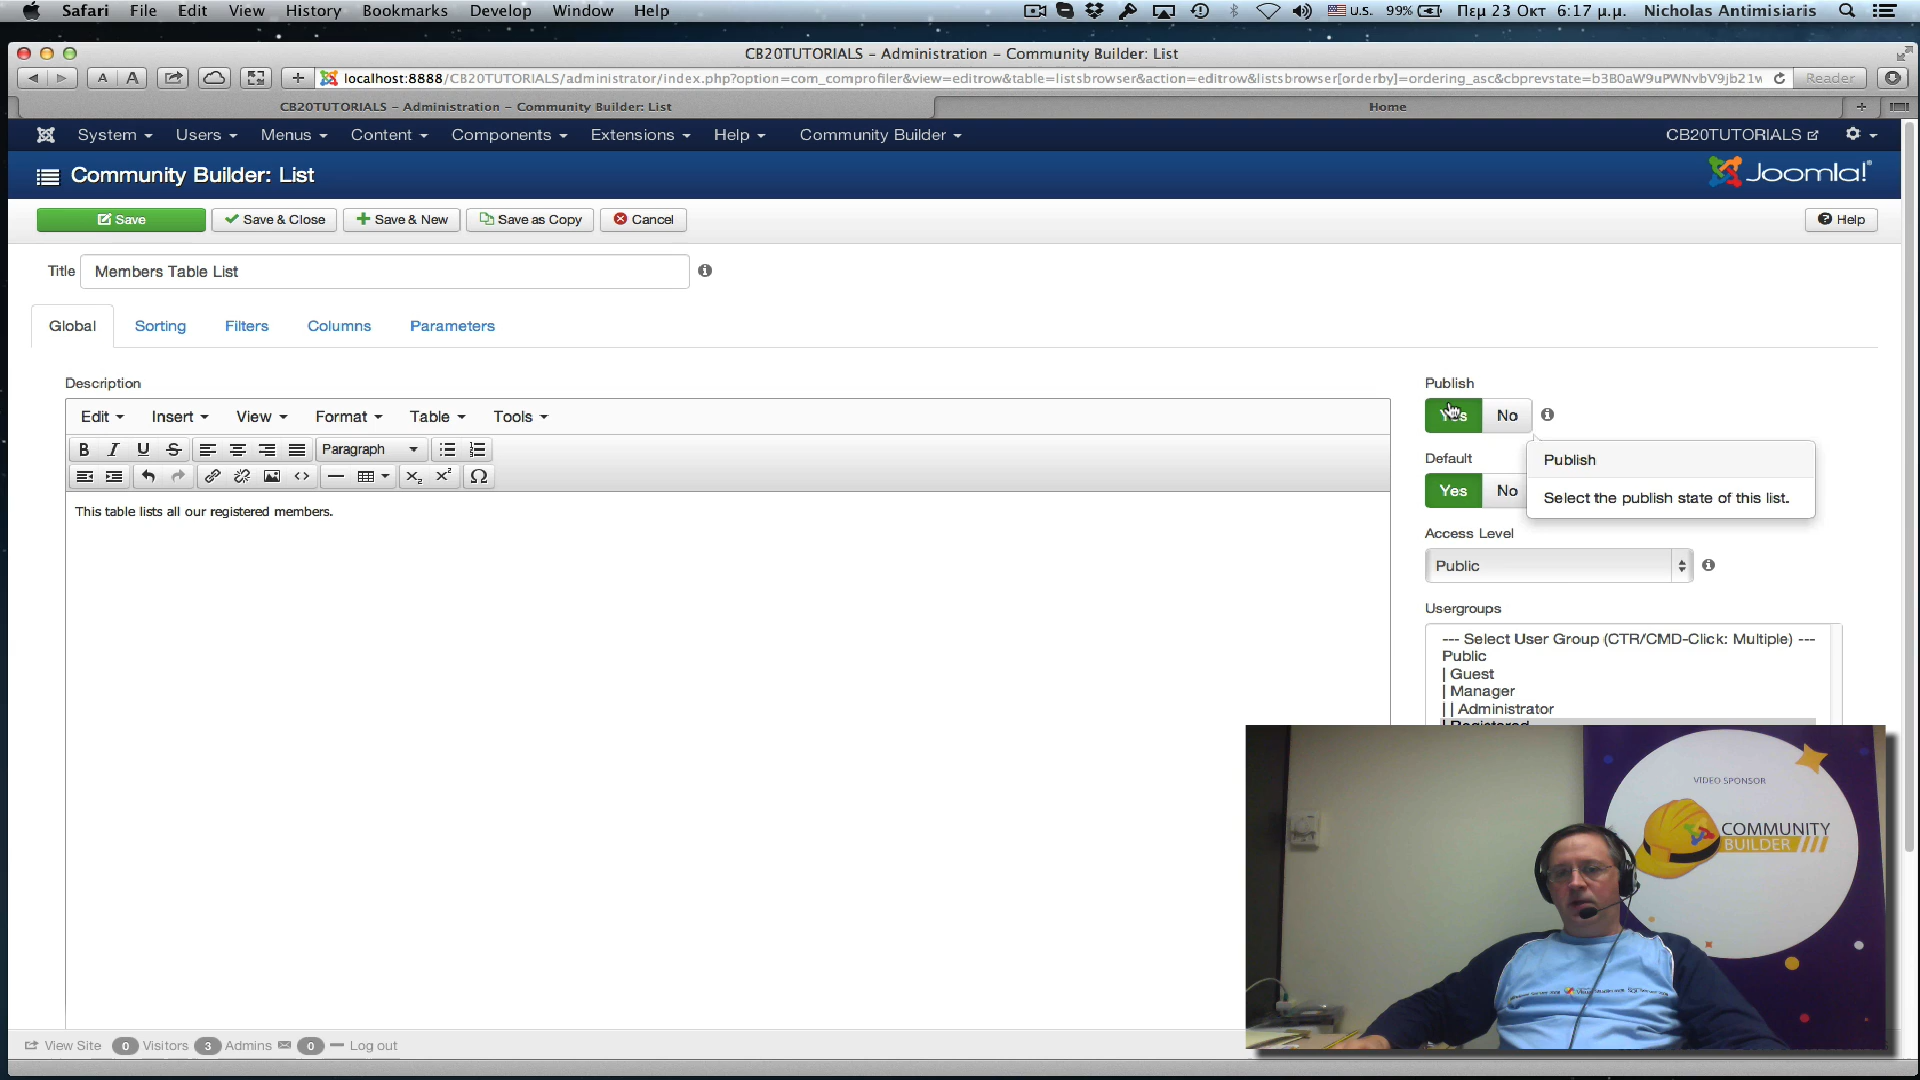 Safari File Edit View History Bookmarks Develop Window Help U.S. 99% Πεμ 23 Οκτ 6:17 μ.μ. Nicholas Antimisiaris
CB20TUTORIALS – Administration – Community Builder: List
A A + localhost:8888/CB20TUTORIALS/administrator/index.php?option=com_comprofiler&view=editrow&table=listsbrowser&action=editrow&listsbrowser[orderby]=ordering_asc&cbprevstate=b3B0aW9uPWNvbV9jb21w Reader
CB20TUTORIALS – Administration – Community Builder: List Home +
System Users Menus Content Components Extensions Help Community Builder CB20TUTORIALS
Community Builder: List Joomla!®
Save Save & Close Save & New Save as Copy Cancel Help
Title Members Table List
Global Sorting Filters Columns Parameters
Description
Edit Insert View Format Table Tools
B I U S Paragraph
This table lists all our registered members.
Publish
Yes No
Publish
Select the publish state of this list.
Default
Yes No
Access Level
Public
Usergroups
--- Select User Group (CTR/CMD-Click: Multiple) ---
Public
| Guest
| Manager
| | Administrator
| Registered
VIDEO SPONSOR
COMMUNITY
BUILDER
View Site 0 Visitors 3 Admins 0 Log out